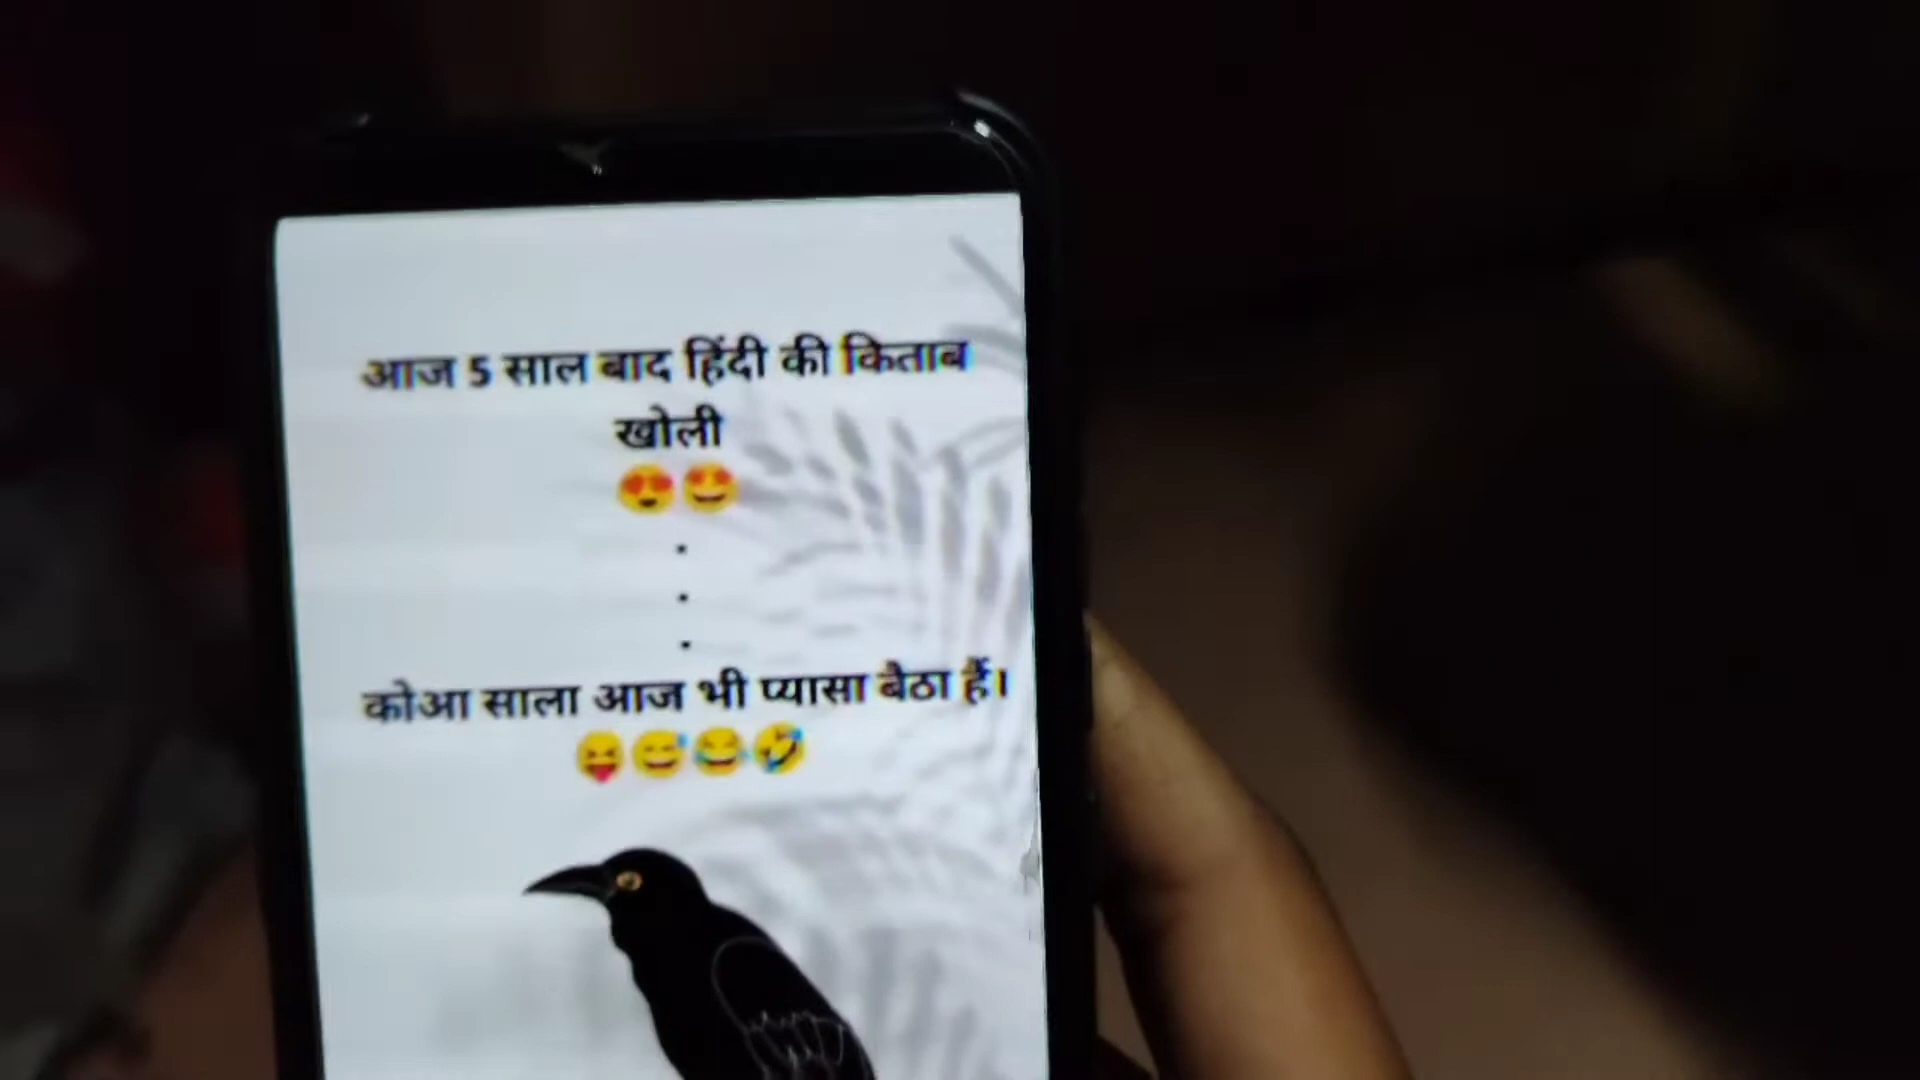 आज 5 साल बाद हिंदी की किताब
खोली
😍🤩
.
.
.
कोआ साला आज भी प्यासा बैठा हैं।
😝😅😂🤣